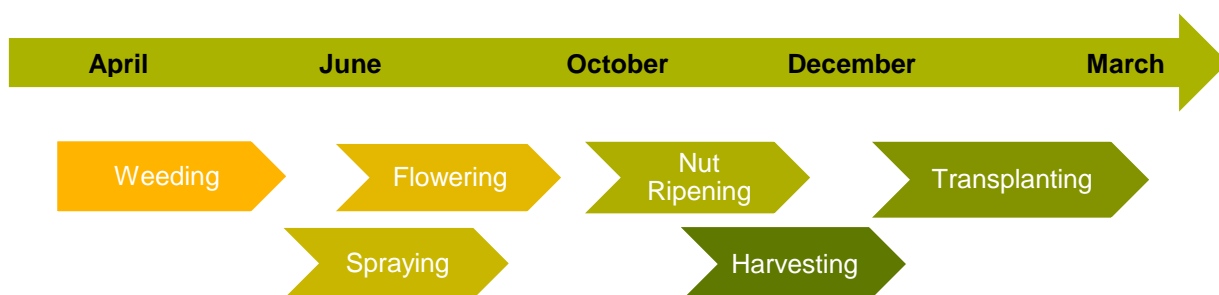 April June October December March
Weeding Flowering Nut
Ripening Transplanting
Spraying Harvesting